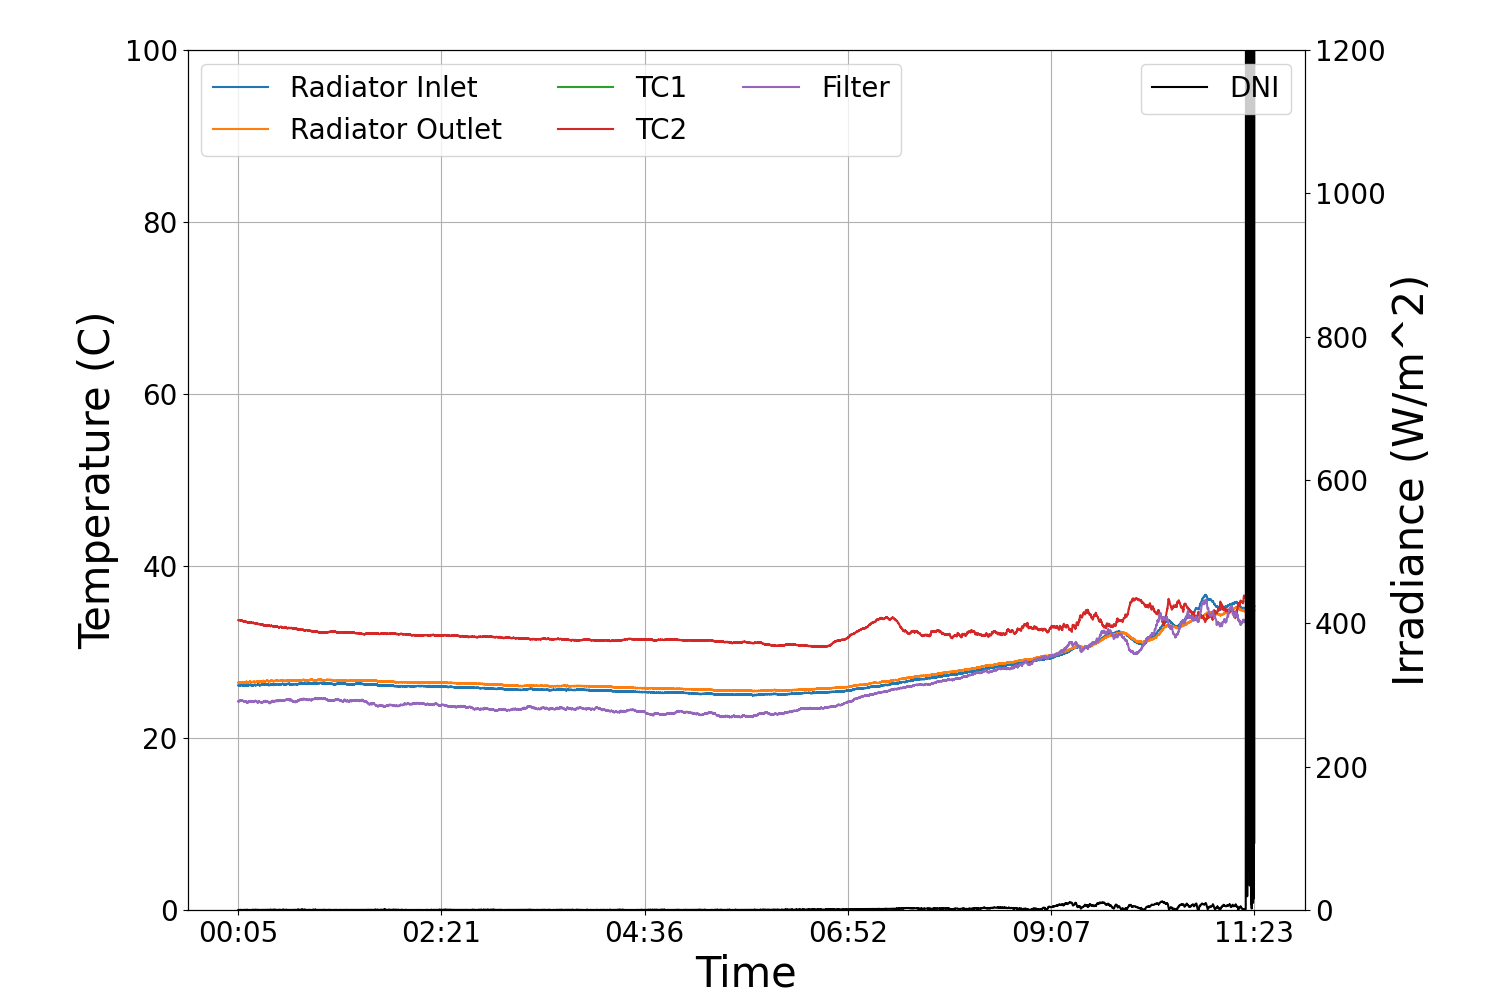 Radiator Inlet
Radiator Outlet
TC1
TC2
Filter
DNI
100
80
60
40
20
0
Temperature (C)
1200
1000
800
600
400
200
0
Irradiance (W/m^2)
00:05 02:21 04:36 06:52 09:07 11:23
Time